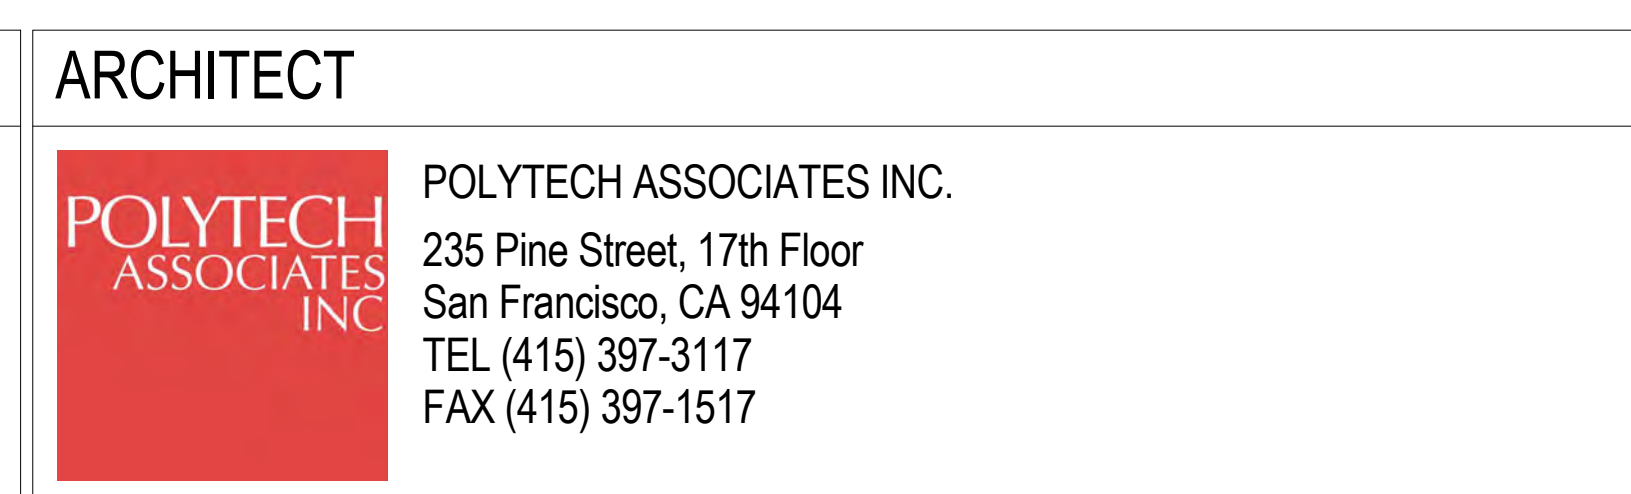 ARCHITECT
POLYTECH
ASSOCIATES
INC
POLYTECH ASSOCIATES INC.
235 Pine Street, 17th Floor
San Francisco, CA 94104
TEL (415) 397-3117
FAX (415) 397-1517